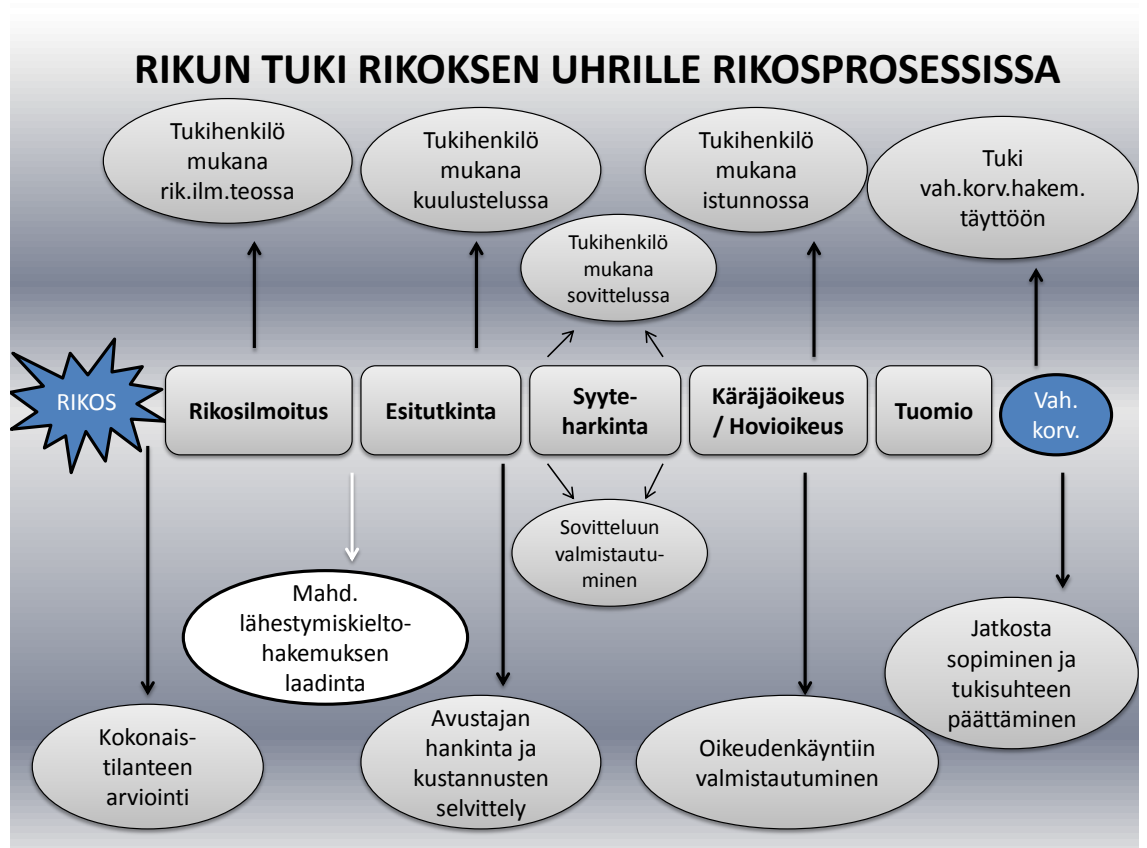 RIKUN TUKI RIKOKSEN UHRILLE RIKOSPROSESSISSA
Tukihenkilö
mukana
rik.ilm.teossa
Tukihenkilö
mukana
kuulustelussa
Tukihenkilö
mukana
sovittelussa
Tukihenkilö
mukana
istunnossa
Tuki
vah.korv.hakem.
täyttöön
RIKOS
Rikosilmoitus
Esitutkinta
Syyte-
harkinta
Käräjäoikeus
/ Hovioikeus
Tuomio
Vah.
korv.
Kokonais-
tilanteen
arviointi
Mahd.
lähestymiskielto-
hakemuksen
laadinta
Avustajan
hankinta ja
kustannusten
selvittely
Sovitteluun
valmistautu-
minen
Oikeudenkäyntiin
valmistautuminen
Jatkosta
sopiminen ja
tukisuhteen
päättäminen